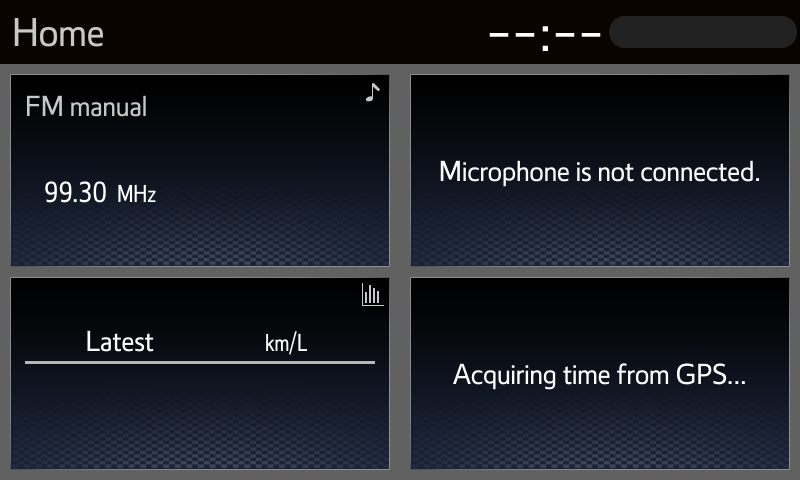 Home --:--
FM manual
99.30 MHz
Microphone is not connected.
Latest km/L
Acquiring time from GPS...